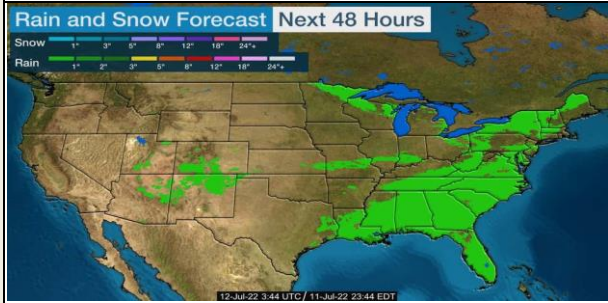 Rain and Snow Forecast Next 48 Hours
Snow
1" 3" 5" 8" 12" 18" 24"+
Rain
1" 2" 3" 5" 8" 12" 18" 24"+
12-Jul-22 3:44 UTC / 11-Jul-22 23:44 EDT